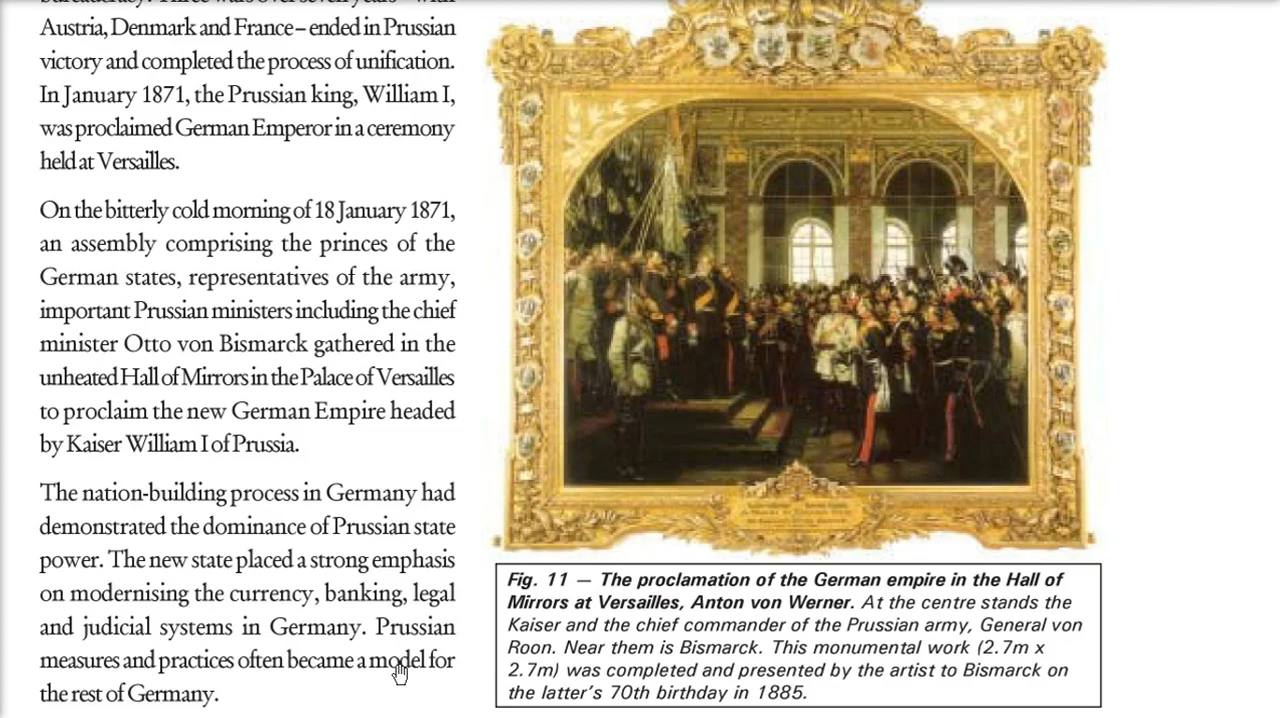 Austria, Denmark and France – ended in Prussian
victory and completed the process of unification.
In January 1871, the Prussian king, William I,
was proclaimed German Emperor in a ceremony
held at Versailles.
On the bitterly cold morning of 18 January 1871,
an assembly comprising the princes of the
German states, representatives of the army,
important Prussian ministers including the chief
minister Otto von Bismarck gathered in the
unheated Hall of Mirrors in the Palace of Versailles
to proclaim the new German Empire headed
by Kaiser William I of Prussia.
The nation-building process in Germany had
demonstrated the dominance of Prussian state
power. The new state placed a strong emphasis
on modernising the currency, banking, legal
and judicial systems in Germany. Prussian
measures and practices often became a model for
the rest of Germany.
Fig. 11 — The proclamation of the German empire in the Hall of
Mirrors at Versailles, Anton von Werner. At the centre stands the
Kaiser and the chief commander of the Prussian army, General von
Roon. Near them is Bismarck. This monumental work (2.7m x
2.7m) was completed and presented by the artist to Bismarck on
the latter's 70th birthday in 1885.